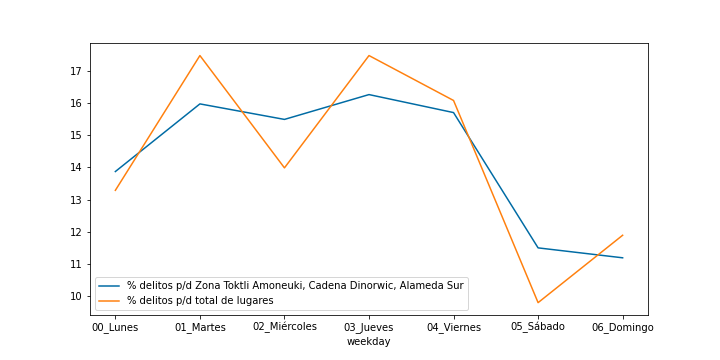 17
16
15
14
13
12
11
10
% delitos p/d Zona Toktli Amoneuki, Cadena Dinorwic, Alameda Sur
% delitos p/d total de lugares
00_Lunes 01_Martes 02_Miércoles 03_Jueves 04_Viernes 05_Sábado 06_Domingo
weekday